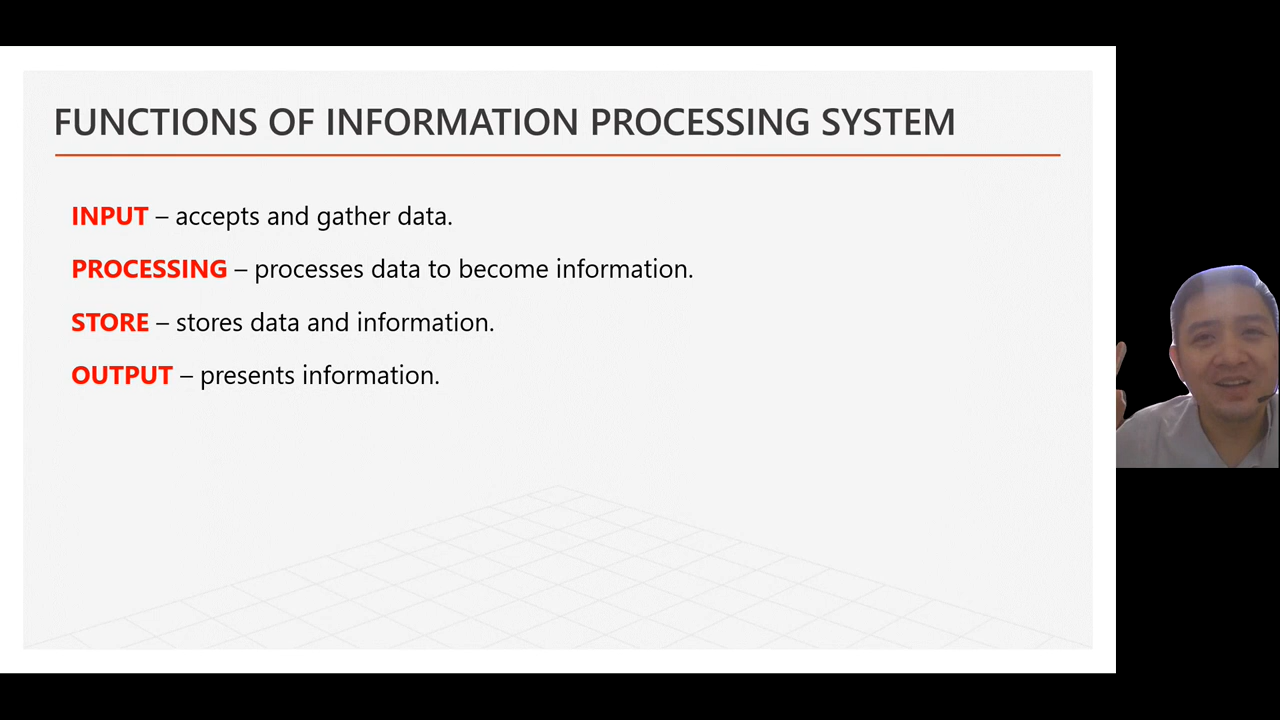 FUNCTIONS OF INFORMATION PROCESSING SYSTEM
INPUT – accepts and gather data.
PROCESSING – processes data to become information.
STORE – stores data and information.
OUTPUT – presents information.